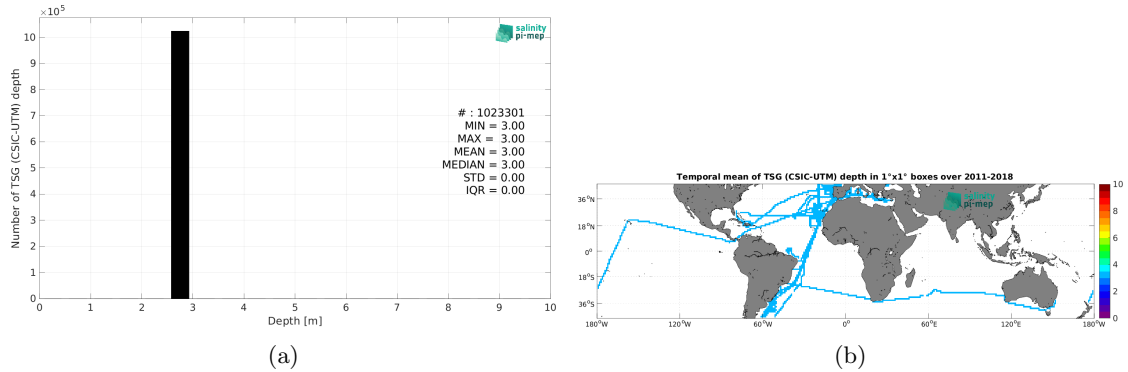 ×10⁵
10
9
8
7
6
5
4
3
2
1
0
Number of TSG (CSIC-UTM) depth
salinity
pi-mep
# : 1023301
MIN = 3.00
MAX = 3.00
MEAN = 3.00
MEDIAN = 3.00
STD = 0.00
IQR = 0.00
0 1 2 3 4 5 6 7 8 9 10
Depth [m]
(a)
Temporal mean of TSG (CSIC-UTM) depth in 1°x1° boxes over 2011-2018
salinity
pi-mep
36°N
18°N
0°
18°S
36°S
180°W 120°W 60°W 0° 60°E 120°E 180°W
10
8
6
4
2
0
(b)